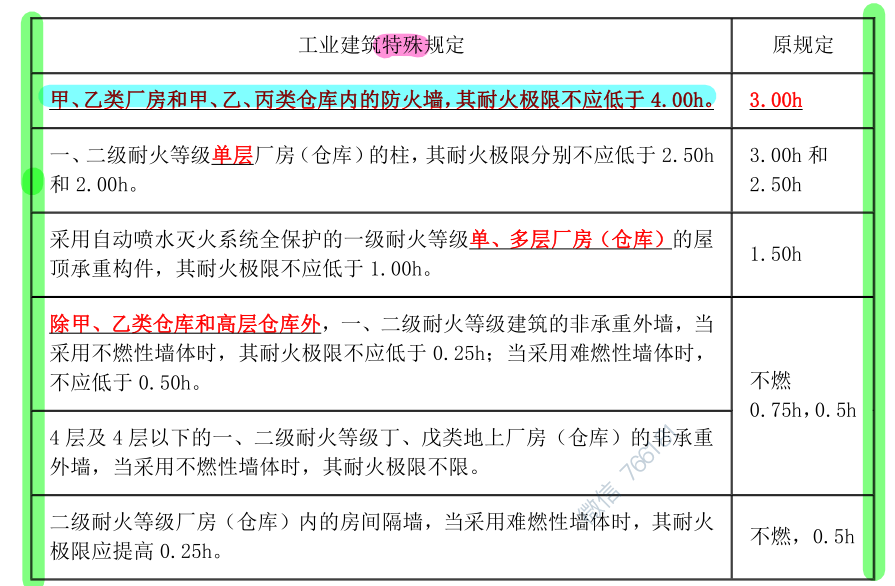 工业建筑特殊规定
原规定
甲、乙类厂房和甲、乙、丙类仓库内的防火墙,其耐火极限不应低于 4.00h。
3.00h
一、二级耐火等级单层厂房(仓库)的柱,其耐火极限分别不应低于 2.50h
和 2.00h。
3.00h 和
2.50h
采用自动喷水灭火系统全保护的一级耐火等级单、多层厂房(仓库)的屋
顶承重构件,其耐火极限不应低于 1.00h。
1.50h
除甲、乙类仓库和高层仓库外,一、二级耐火等级建筑的非承重外墙,当
采用不燃性墙体时,其耐火极限不应低于 0.25h;当采用难燃性墙体时,
不应低于 0.50h。
不燃
0.75h,0.5h
4 层及 4 层以下的一、二级耐火等级丁、戊类地上厂房(仓库)的非承重
外墙,当采用不燃性墙体时,其耐火极限不限。
二级耐火等级厂房(仓库)内的房间隔墙,当采用难燃性墙体时,其耐火
极限应提高 0.25h。
不燃,0.5h